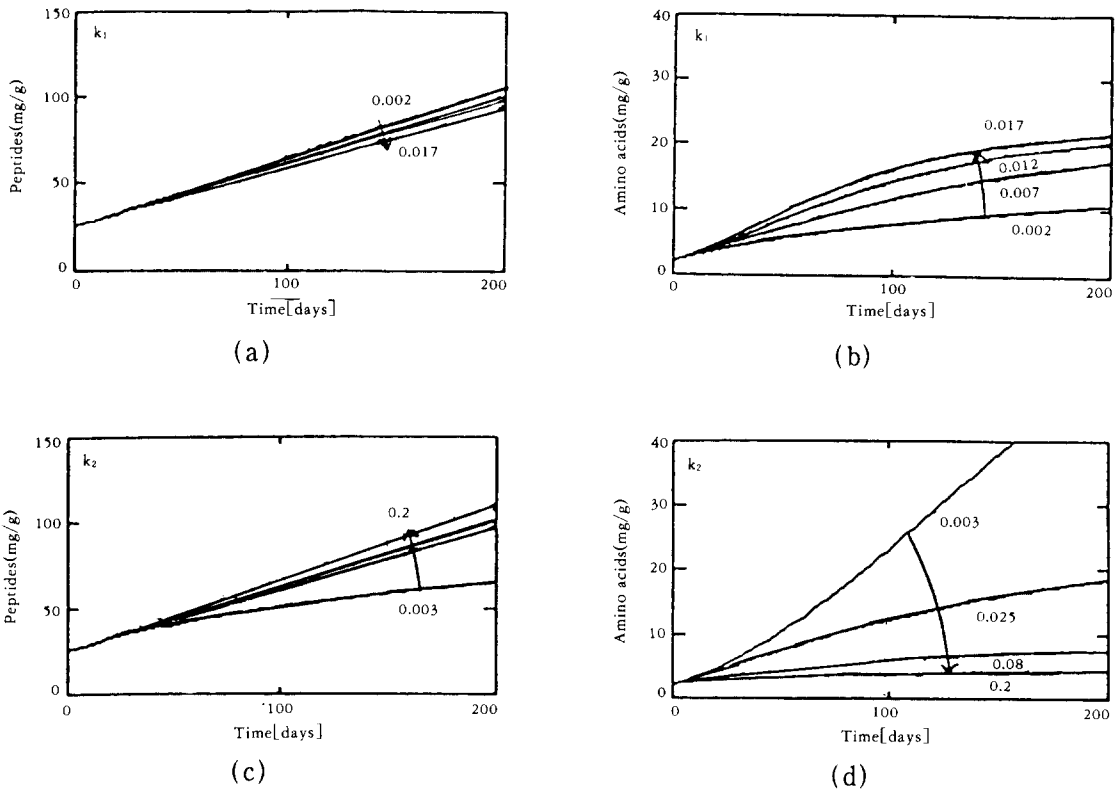 150
k₁
100
50
0
0.002
0.017
Peptides(mg/g)
0
100
200
Time[days]
(a)
40
k₁
30
20
10
0
0.017
0.012
0.007
0.002
Amino acids(mg/g)
0
100
200
Time[days]
(b)
150
k₂
100
50
0
0.2
0.003
Peptides(mg/g)
0
100
200
Time[days]
(c)
40
k₂
30
20
10
0
0.003
0.025
0.08
0.2
Amino acids(mg/g)
0
100
200
Time[days]
(d)